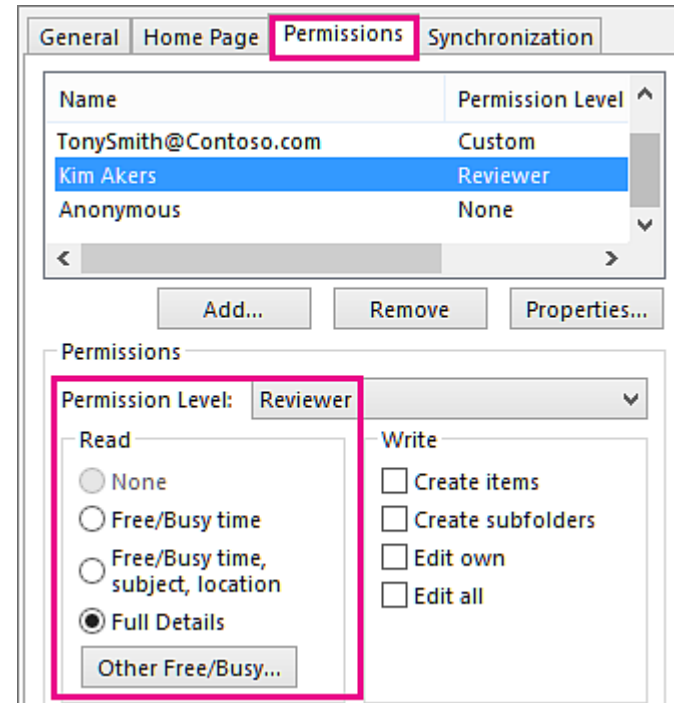 General Home Page Permissions Synchronization
Name Permission Level
TonySmith@Contoso.com Custom
Kim Akers Reviewer
Anonymous None
Add... Remove Properties...
Permissions
Permission Level: Reviewer
Read
None
Free/Busy time
Free/Busy time,
subject, location
Full Details
Other Free/Busy...
Write
Create items
Create subfolders
Edit own
Edit all